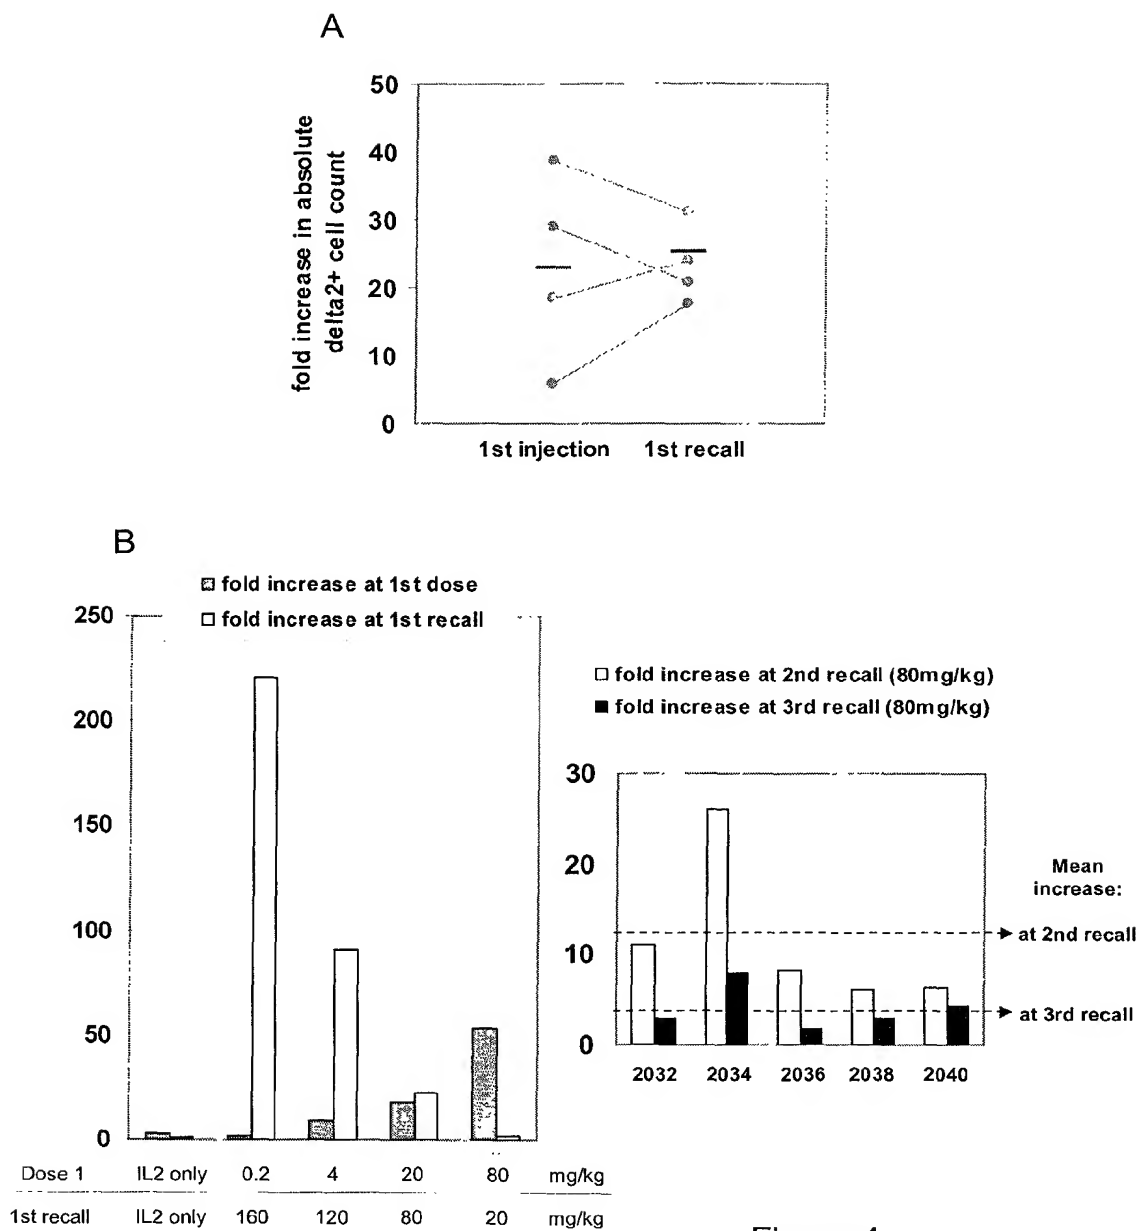 A
50
40
30
20
10
0
fold increase in absolute
delta2+ cell count
1st injection 1st recall
B
fold increase at 1st dose
fold increase at 1st recall
250
200
150
100
50
0
Dose 1 IL2 only 0.2 4 20 80 mg/kg
1st recall IL2 only 160 120 80 20 mg/kg
fold increase at 2nd recall (80mg/kg)
fold increase at 3rd recall (80mg/kg)
30
20
10
0
2032 2034 2036 2038 2040
Mean
increase:
at 2nd recall
at 3rd recall